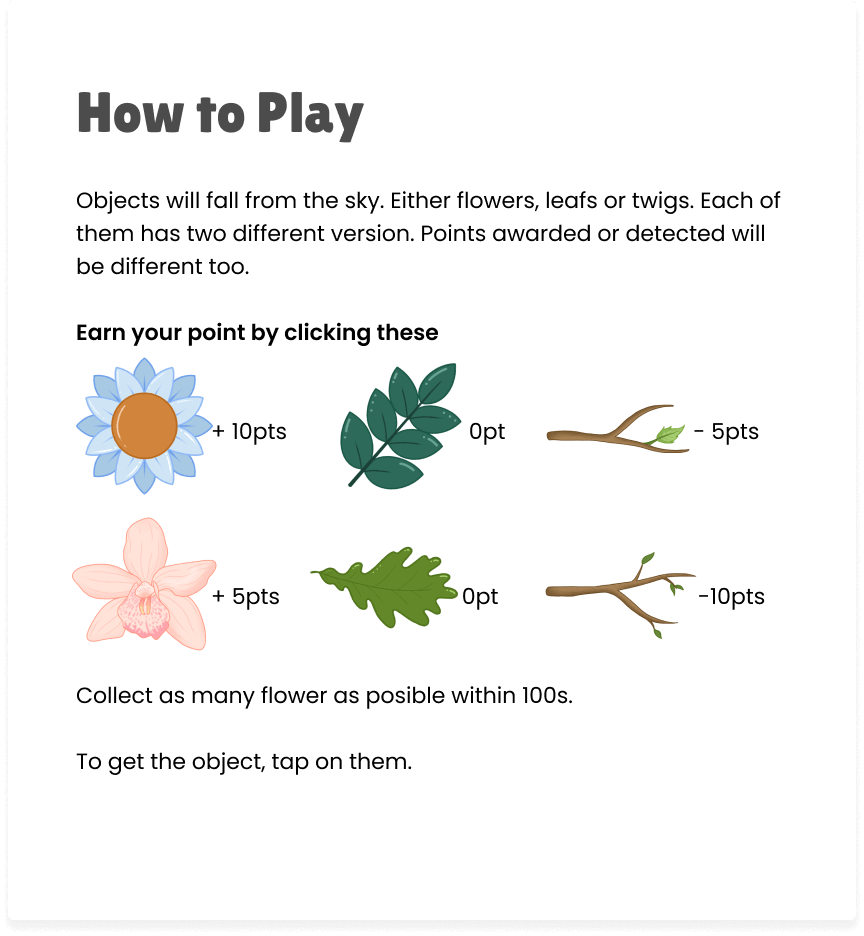 How to Play
Objects will fall from the sky. Either flowers, leafs or twigs. Each of
them has two different version. Points awarded or detected will
be different too.
Earn your point by clicking these
+ 10pts
0pt
- 5pts
+ 5pts
0pt
-10pts
Collect as many flower as posible within 100s.
To get the object, tap on them.